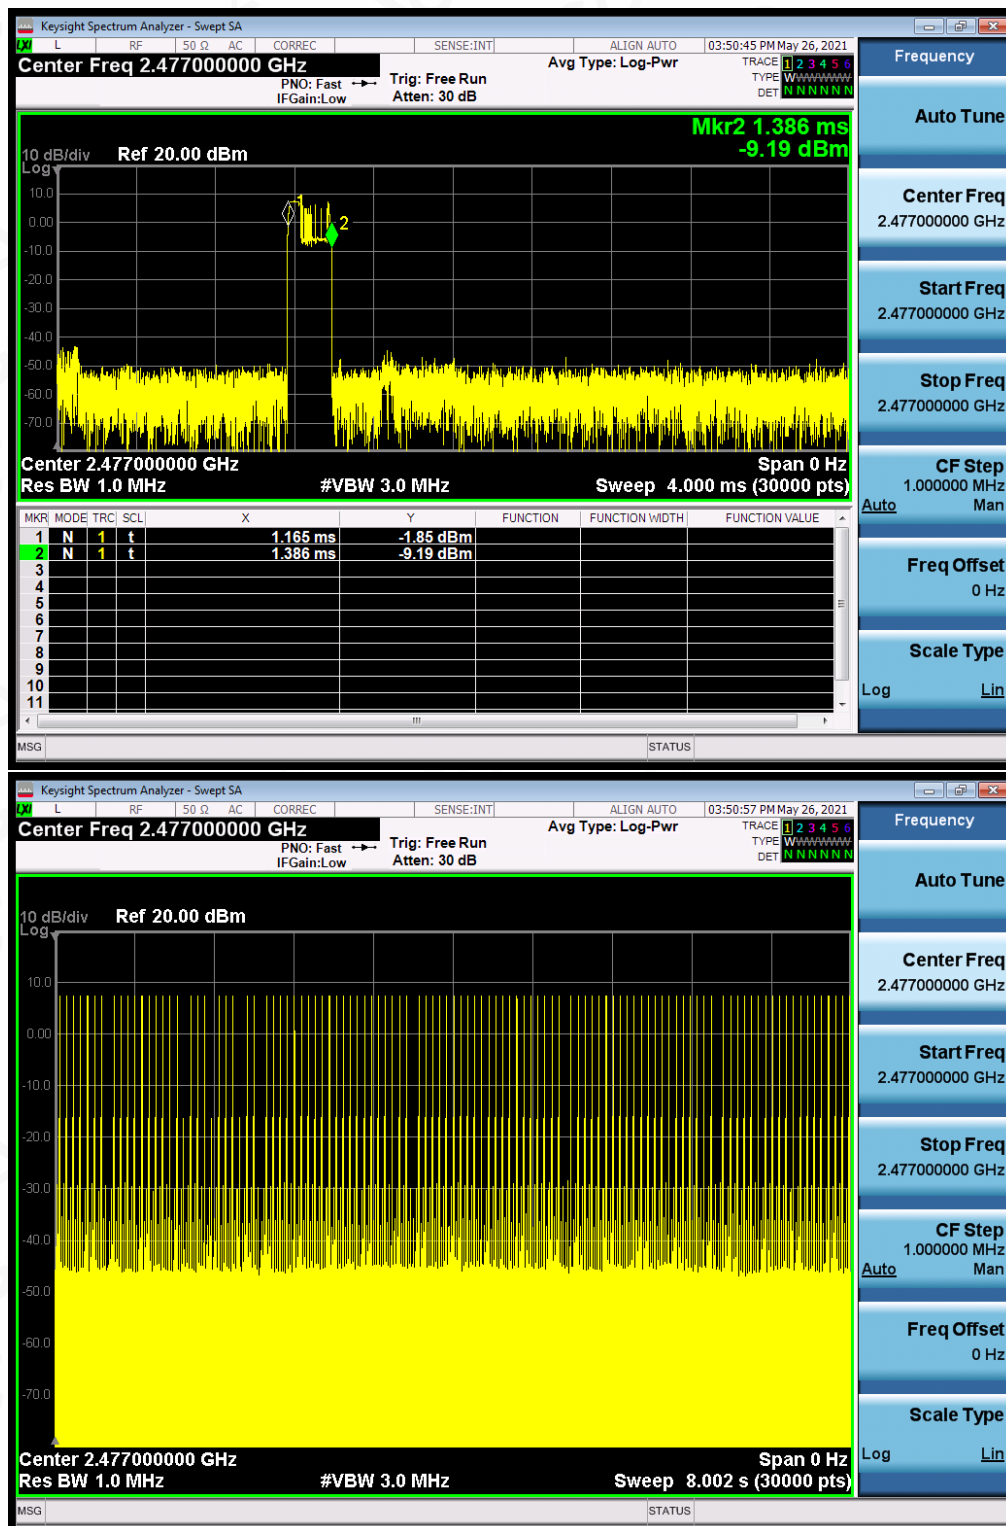 Keysight Spectrum Analyzer - Swept SA
LXI L RF 50 Ω AC CORREC SENSE:INT ALIGN AUTO 03:50:45 PM May 26, 2021
Center Freq 2.477000000 GHz
PNO: Fast
IFGain:Low
Trig: Free Run
Atten: 30 dB
Avg Type: Log-Pwr
TRACE 1 2 3 4 5 6
TYPE WWWWWW
DET N N N N N N
Frequency
Mkr2 1.386 ms
-9.19 dBm
10 dB/div Ref 20.00 dBm
Log
10.0
0.00
-10.0
-20.0
-30.0
-40.0
-50.0
-60.0
-70.0
1
2
Center 2.477000000 GHz Span 0 Hz
Res BW 1.0 MHz #VBW 3.0 MHz Sweep 4.000 ms (30000 pts)
MKR MODE TRC SCL X Y FUNCTION FUNCTION WIDTH FUNCTION VALUE
1 N 1 t 1.165 ms -1.85 dBm
2 N 1 t 1.386 ms -9.19 dBm
3
4
5
6
7
8
9
10
11
MSG STATUS
Auto Tune
Center Freq
2.477000000 GHz
Start Freq
2.477000000 GHz
Stop Freq
2.477000000 GHz
CF Step
1.000000 MHz
Auto Man
Freq Offset
0 Hz
Scale Type
Log Lin
Keysight Spectrum Analyzer - Swept SA
LXI L RF 50 Ω AC CORREC SENSE:INT ALIGN AUTO 03:50:57 PM May 26, 2021
Center Freq 2.477000000 GHz
PNO: Fast
IFGain:Low
Trig: Free Run
Atten: 30 dB
Avg Type: Log-Pwr
TRACE 1 2 3 4 5 6
TYPE WWWWWW
DET N N N N N N
Frequency
10 dB/div Ref 20.00 dBm
Log
10.0
0.00
-10.0
-20.0
-30.0
-40.0
-50.0
-60.0
-70.0
Center 2.477000000 GHz Span 0 Hz
Res BW 1.0 MHz #VBW 3.0 MHz Sweep 8.002 s (30000 pts)
MSG STATUS
Auto Tune
Center Freq
2.477000000 GHz
Start Freq
2.477000000 GHz
Stop Freq
2.477000000 GHz
CF Step
1.000000 MHz
Auto Man
Freq Offset
0 Hz
Scale Type
Log Lin